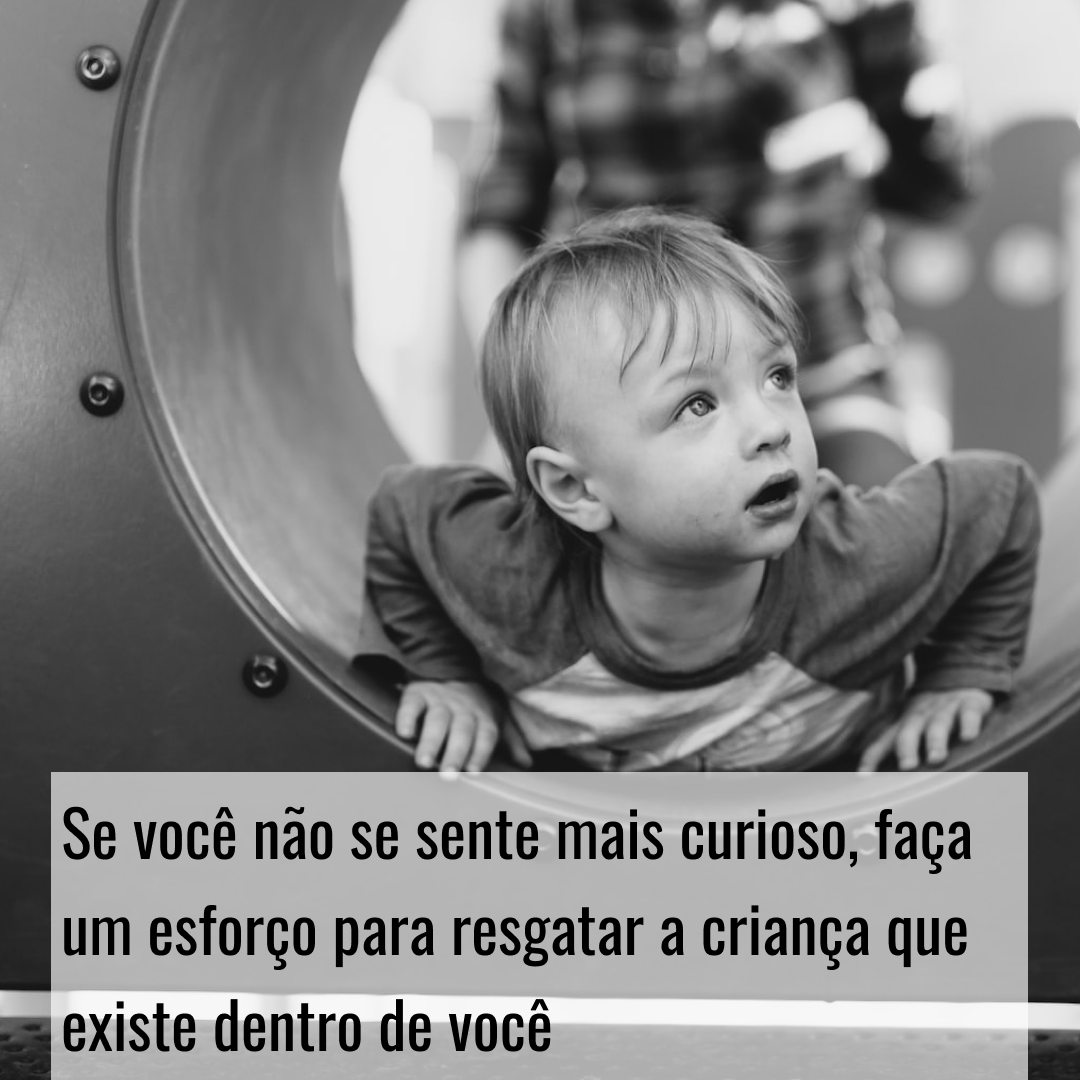 Se você não se sente mais curioso, faça
um esforço para resgatar a criança que
existe dentro de você